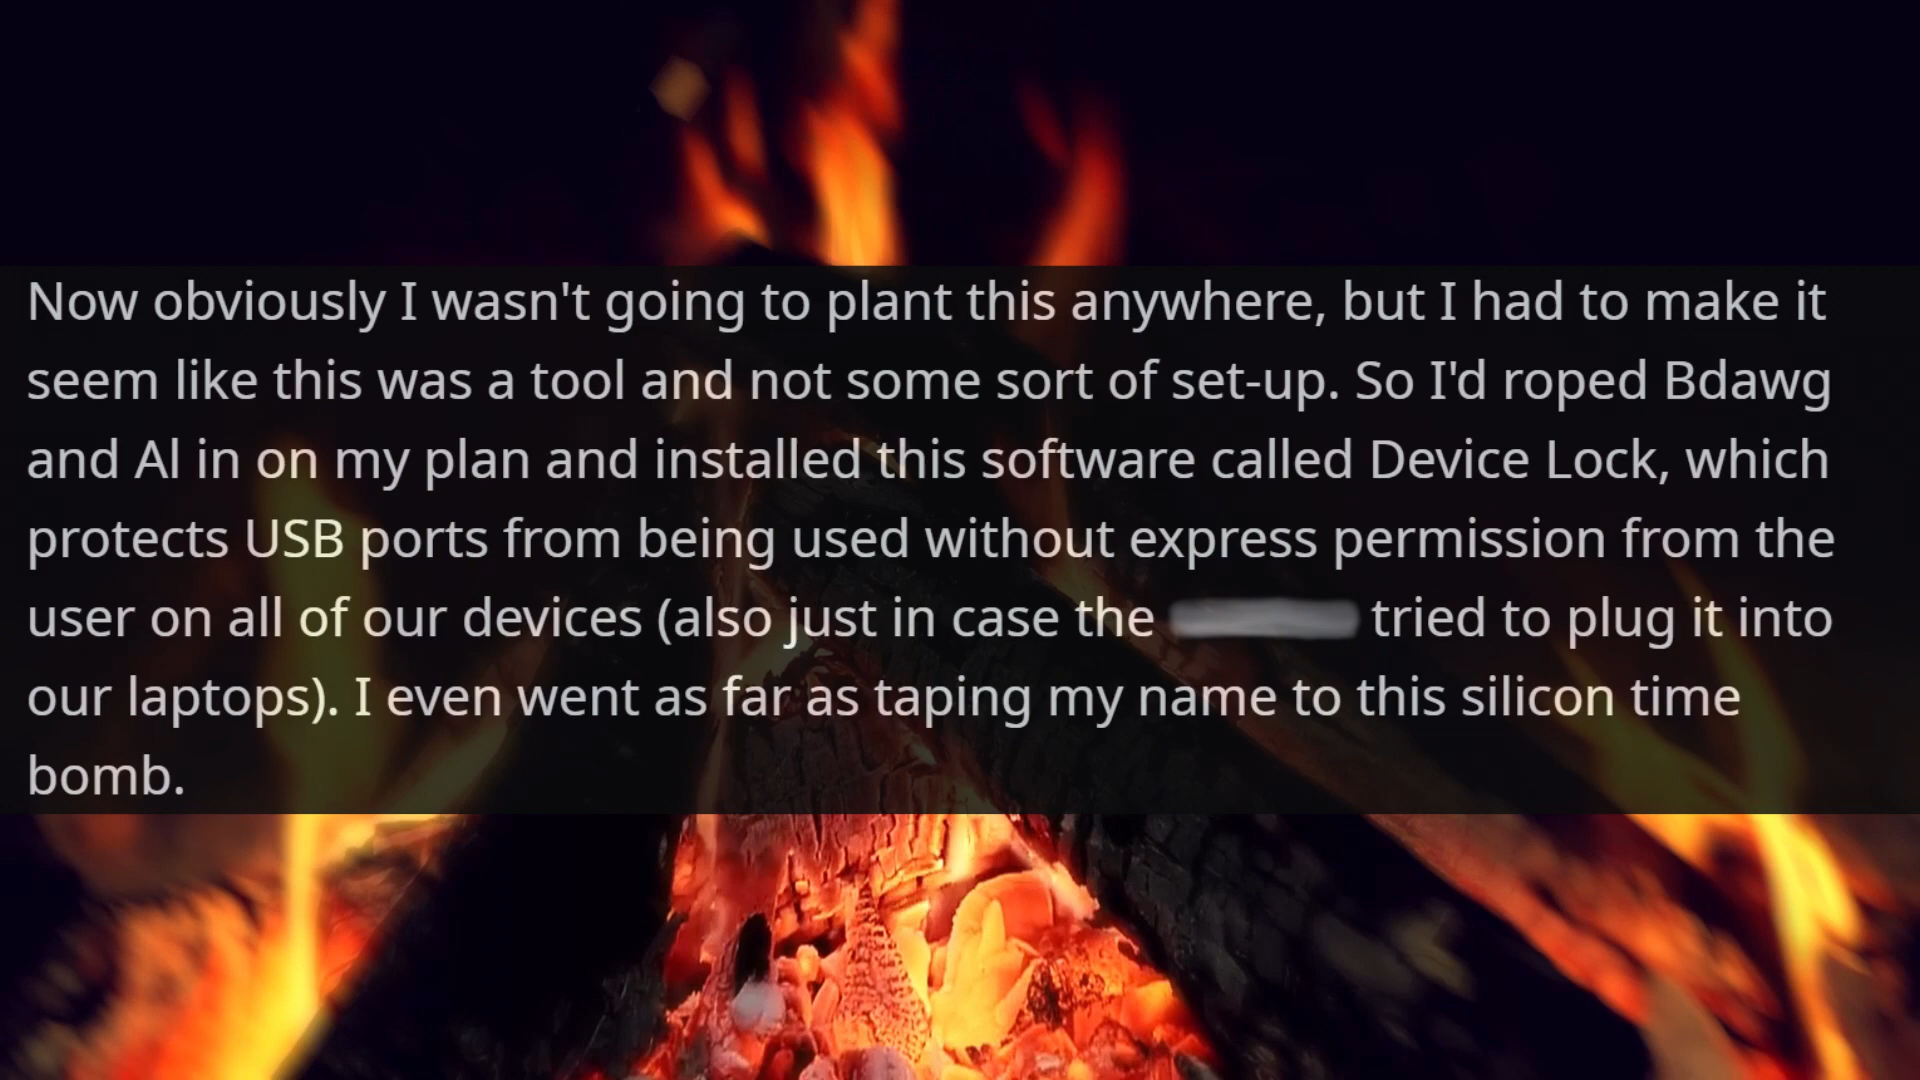 Now obviously I wasn't going to plant this anywhere, but I had to make it
seem like this was a tool and not some sort of set-up. So I'd roped Bdawg
and Al in on my plan and installed this software called Device Lock, which
protects USB ports from being used without express permission from the
user on all of our devices (also just in case the tried to plug it into
our laptops). I even went as far as taping my name to this silicon time
bomb.